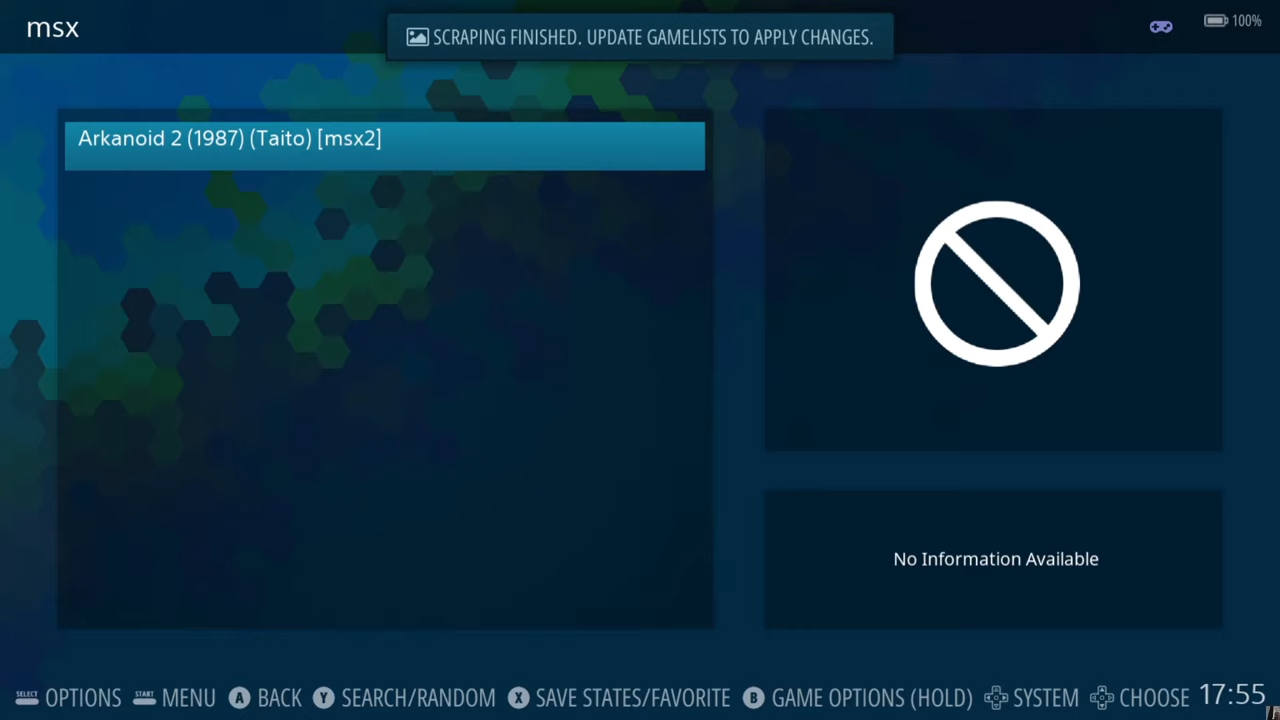 msx
SCRAPING FINISHED. UPDATE GAMELISTS TO APPLY CHANGES.
100%
Arkanoid 2 (1987) (Taito) [msx2]
No Information Available
SELECT OPTIONS START MENU A BACK Y SEARCH/RANDOM X SAVE STATES/FAVORITE B GAME OPTIONS (HOLD) SYSTEM CHOOSE 17:55